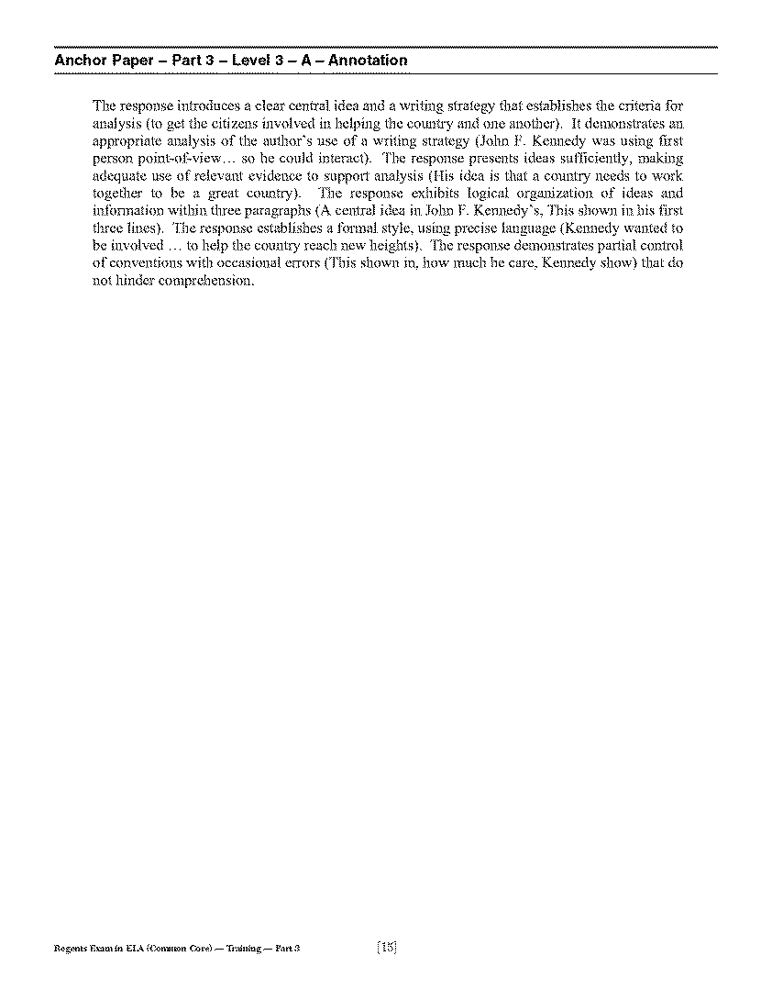 Anchor Paper – Part 3 – Level 3 – A – Annotation
The response introduces a clear central idea and a writing strategy that establishes the criteria for
analysis (to get the citizens involved in helping the country and one another).  It demonstrates an
appropriate analysis of the author's use of a writing strategy (John F. Kennedy was using first
person point-of-view… so he could interact).  The response presents ideas sufficiently, making
adequate use of relevant evidence to support analysis (His idea is that a country needs to work
together to be a great country).  The response exhibits logical organization of ideas and
information within three paragraphs (A central idea in John F. Kennedy's, This shown in his first
three lines).  The response establishes a formal style, using precise language (Kennedy wanted to
be involved … to help the country reach new heights).  The response demonstrates partial control
of conventions with occasional errors (This shown in, how much he care, Kennedy show) that do
not hinder comprehension.
Regents Exam in ELA (Common Core) — Training — Part 3 [15]